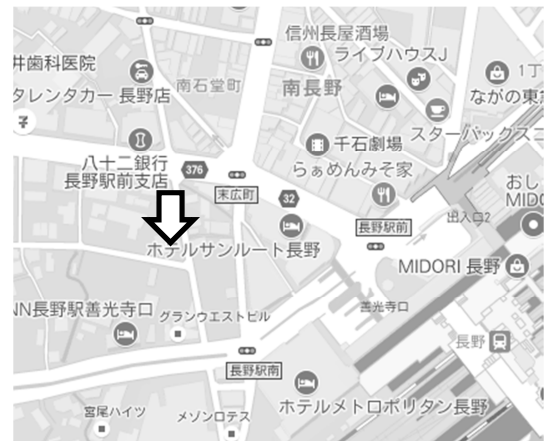 信州長屋酒場
ライブハウスJ
井歯科医院
1丁
タレンタカー 長野店
南石堂町
南長野
ながの東急
千石劇場
スターバックスコ
八十二銀行
長野駅前支店
376
らぁめんみそ家
末広町
32
おし
MIDO
出入口2
長野駅前
ホテルサンルート長野
MIDORI 長野
NN長野駅善光寺口
グランウエストビル
善光寺口
長野
長野駅南
宮尾ハイツ
メゾンロテス
ホテルメトロポリタン長野